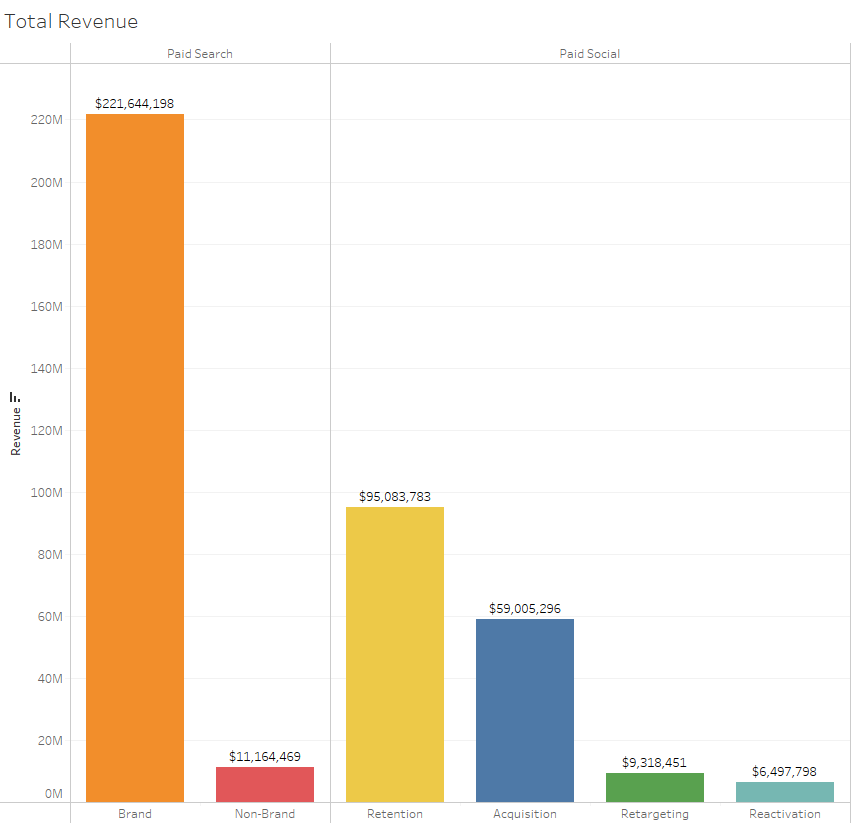 Total Revenue
Paid Search
Paid Social
Revenue
220M
200M
180M
160M
140M
120M
100M
80M
60M
40M
20M
0M
$221,644,198
$11,164,469
$95,083,783
$59,005,296
$9,318,451
$6,497,798
Brand
Non-Brand
Retention
Acquisition
Retargeting
Reactivation